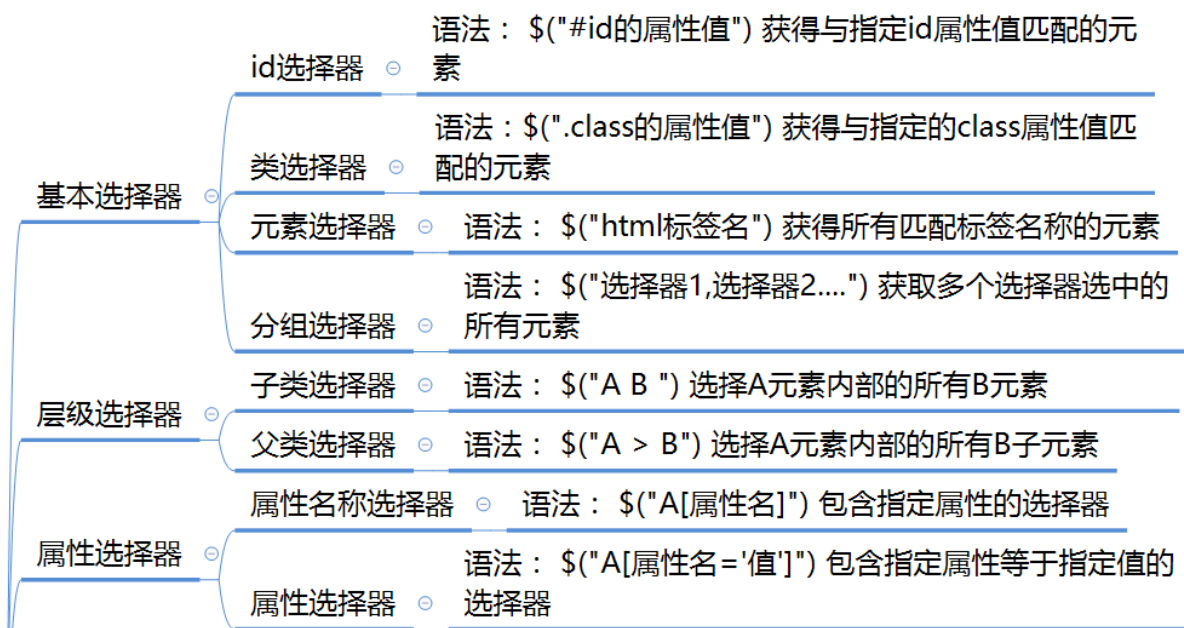 基本选择器
id选择器
语法： $("#id的属性值") 获得与指定id属性值匹配的元
素
类选择器
语法：$(".class的属性值") 获得与指定的class属性值匹
配的元素
元素选择器
语法： $("html标签名") 获得所有匹配标签名称的元素
分组选择器
语法： $("选择器1,选择器2....") 获取多个选择器选中的
所有元素
层级选择器
子类选择器
语法： $("A B ") 选择A元素内部的所有B元素
父类选择器
语法： $("A > B") 选择A元素内部的所有B子元素
属性选择器
属性名称选择器
语法： $("A[属性名]") 包含指定属性的选择器
属性选择器
语法： $("A[属性名='值']") 包含指定属性等于指定值的
选择器